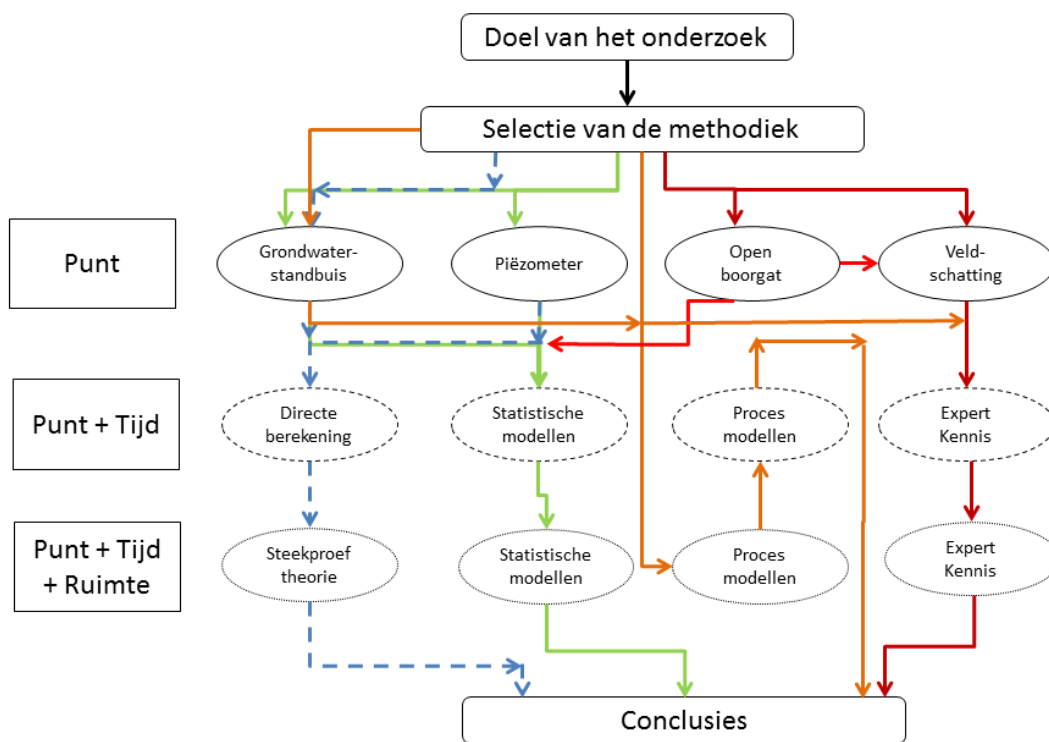 Doel van het onderzoek
Selectie van de methodiek
Punt
Grondwater-
standbuis
Piëzometer
Open
boorgat
Veld-
schatting
Punt + Tijd
Directe
berekening
Statistische
modellen
Proces
modellen
Expert
Kennis
Punt + Tijd
+ Ruimte
Steekproef
theorie
Statistische
modellen
Proces
modellen
Expert
Kennis
Conclusies